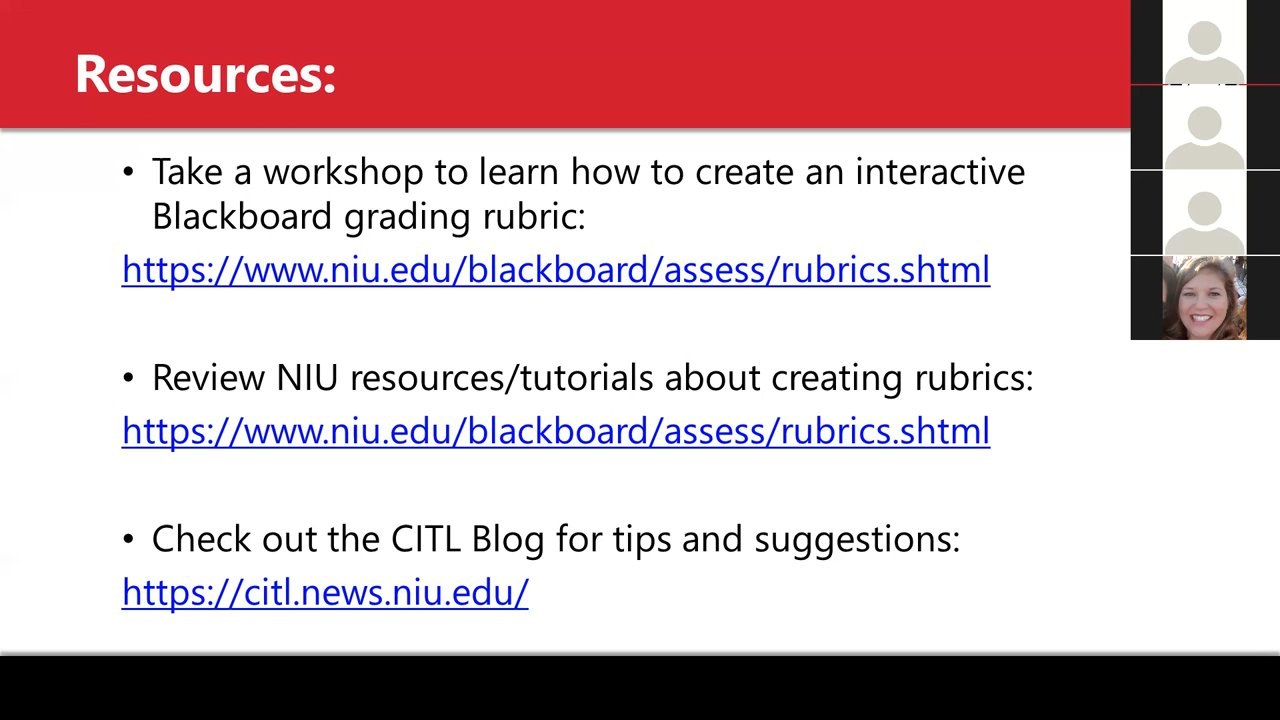 Resources:
• Take a workshop to learn how to create an interactive
Blackboard grading rubric:
https://www.niu.edu/blackboard/assess/rubrics.shtml
• Review NIU resources/tutorials about creating rubrics:
https://www.niu.edu/blackboard/assess/rubrics.shtml
• Check out the CITL Blog for tips and suggestions:
https://citl.news.niu.edu/